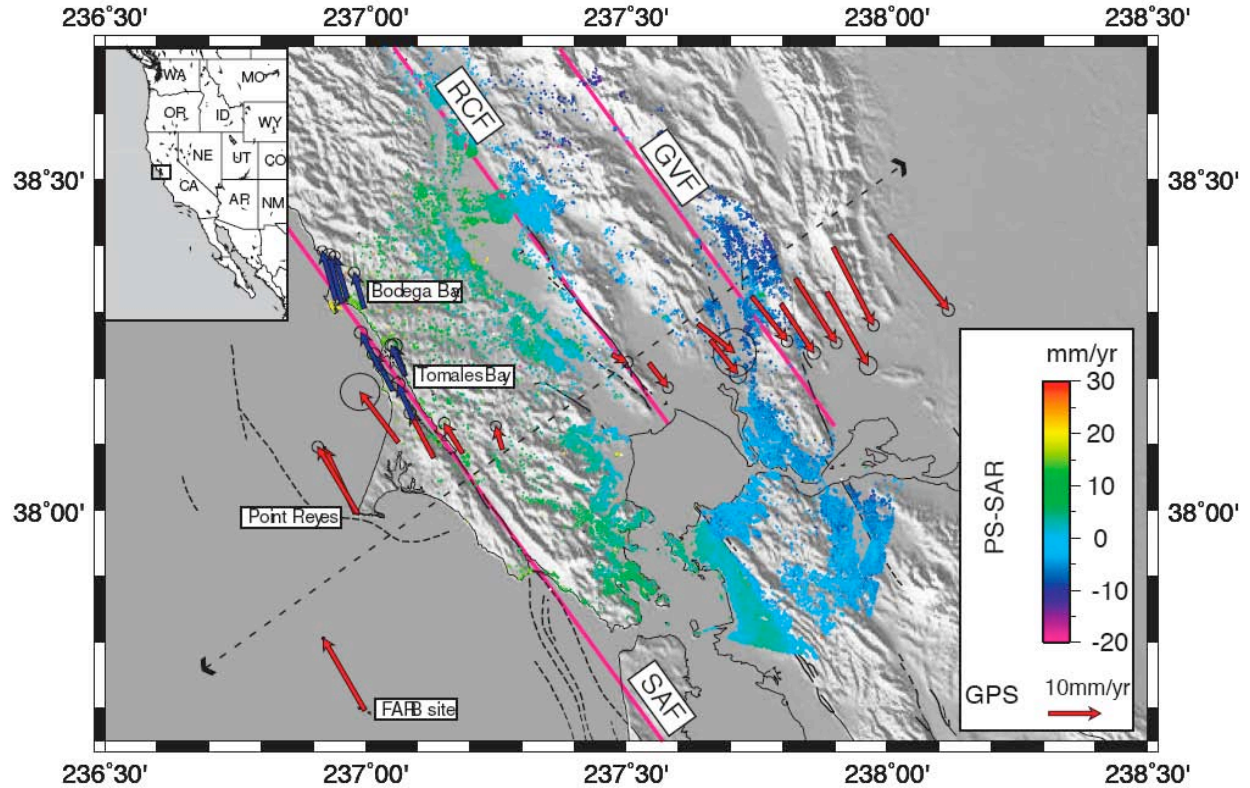 236˚30'
237˚00'
237˚30'
238˚00'
238˚30'
WA
MO
OR
ID
WY
NE
UT
CO
CA
AR
NM
RCF
GVF
38˚30'
38˚30'
Bodega Bay
Tomales Bay
mm/yr
30
20
10
0
-10
-20
PS-SAR
38˚00'
38˚00'
Point Reyes
SAF
FARB site
GPS
10mm/yr
236˚30'
237˚00'
237˚30'
238˚00'
238˚30'